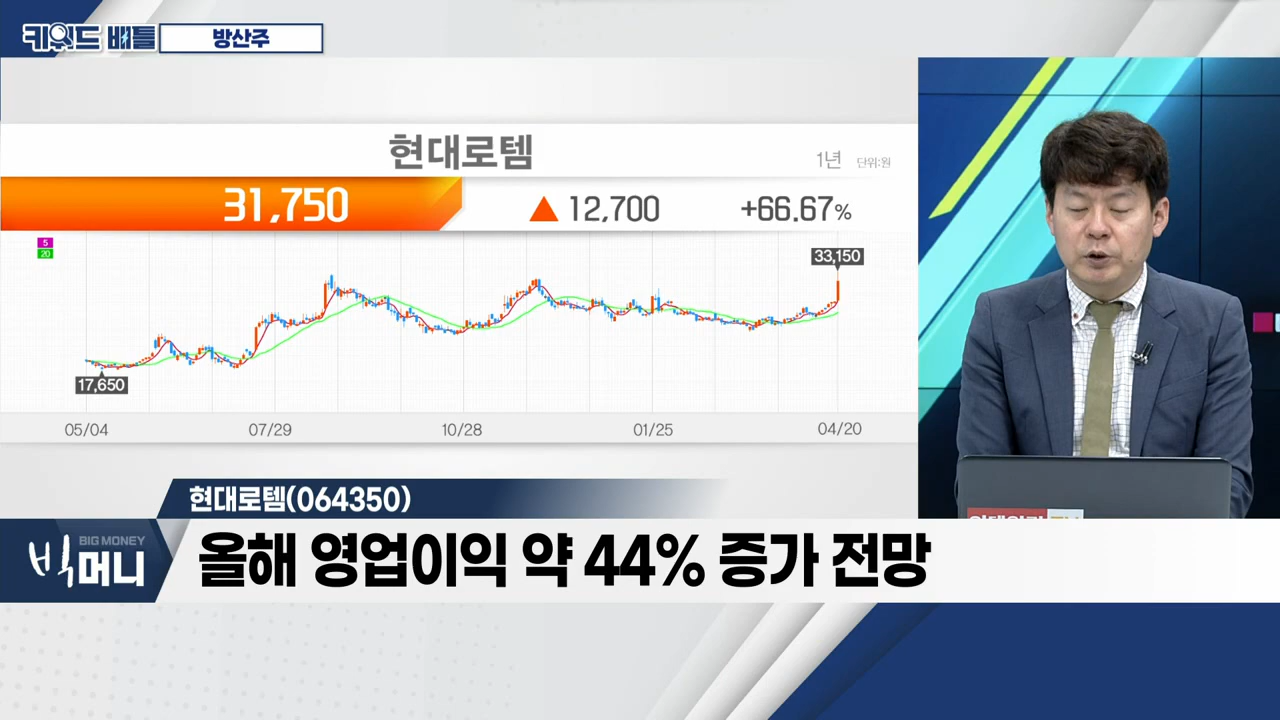 키워드 배틀 방산주
현대로템
1년 단위:원
31,750 ▲ 12,700 +66.67%
5
20
33,150
17,650
05/04 07/29 10/28 01/25 04/20
현대로템(064350)
BIG MONEY
빅머니
올해 영업이익 약 44% 증가 전망